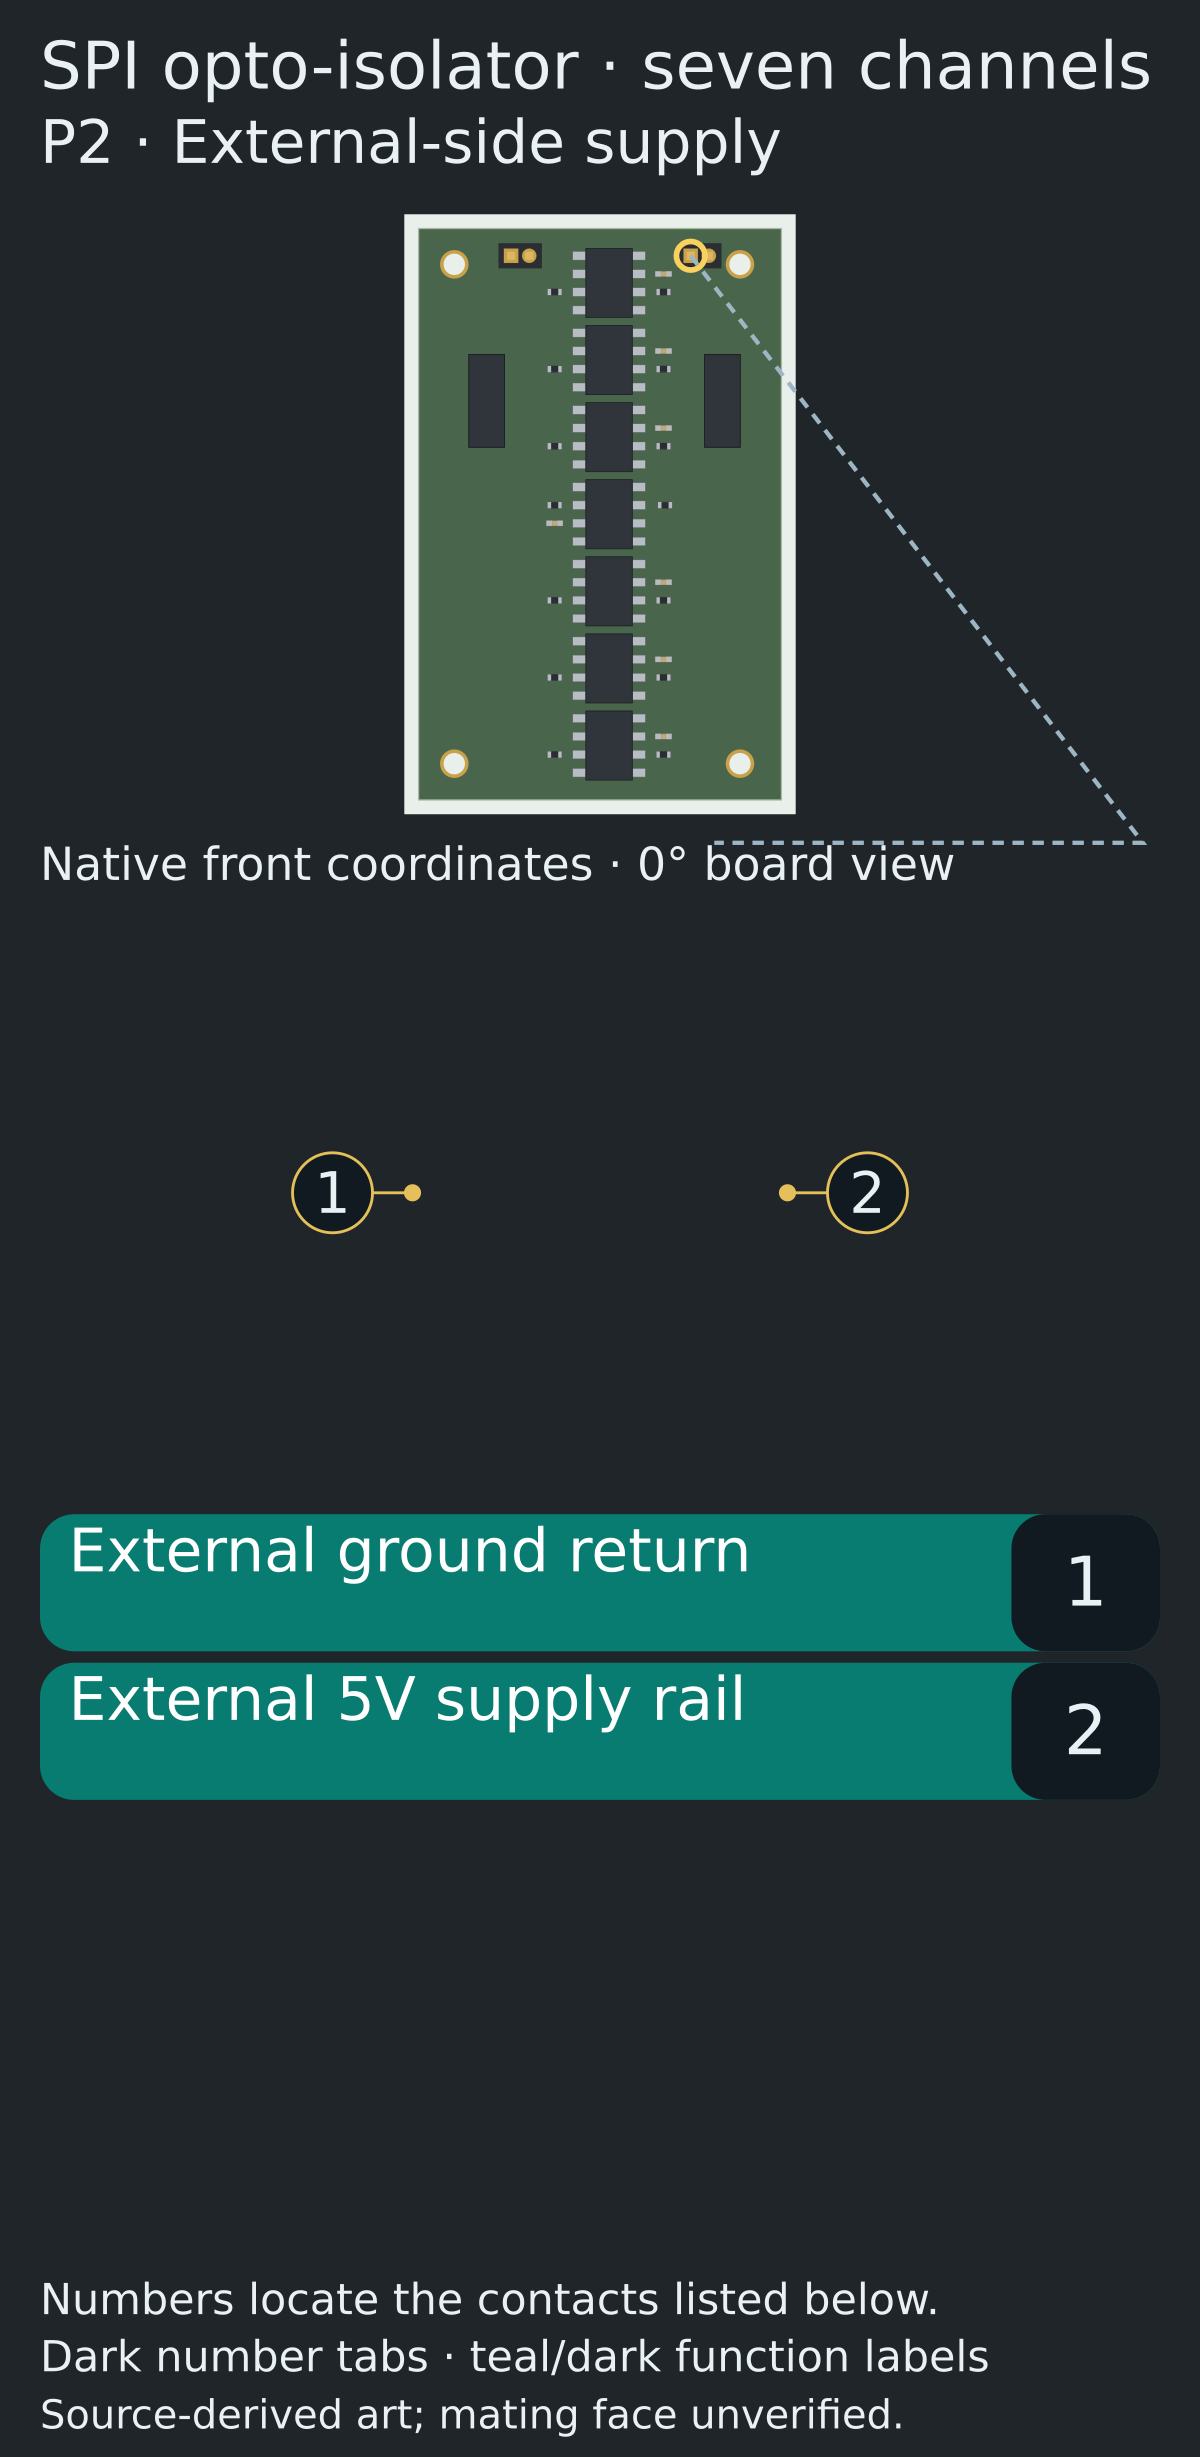 SPI opto-isolator · seven channels
P2 · External-side supply
Native front coordinates · 0° board view
1
2
External ground return
1
External 5V supply rail
2
Numbers locate the contacts listed below.
Dark number tabs · teal/dark function labels
Source-derived art; mating face unverified.